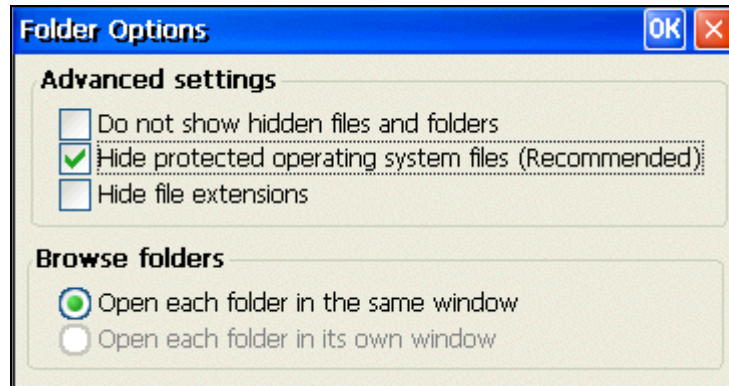 Folder Options OK
Advanced settings
Do not show hidden files and folders
Hide protected operating system files (Recommended)
Hide file extensions
Browse folders
Open each folder in the same window
Open each folder in its own window